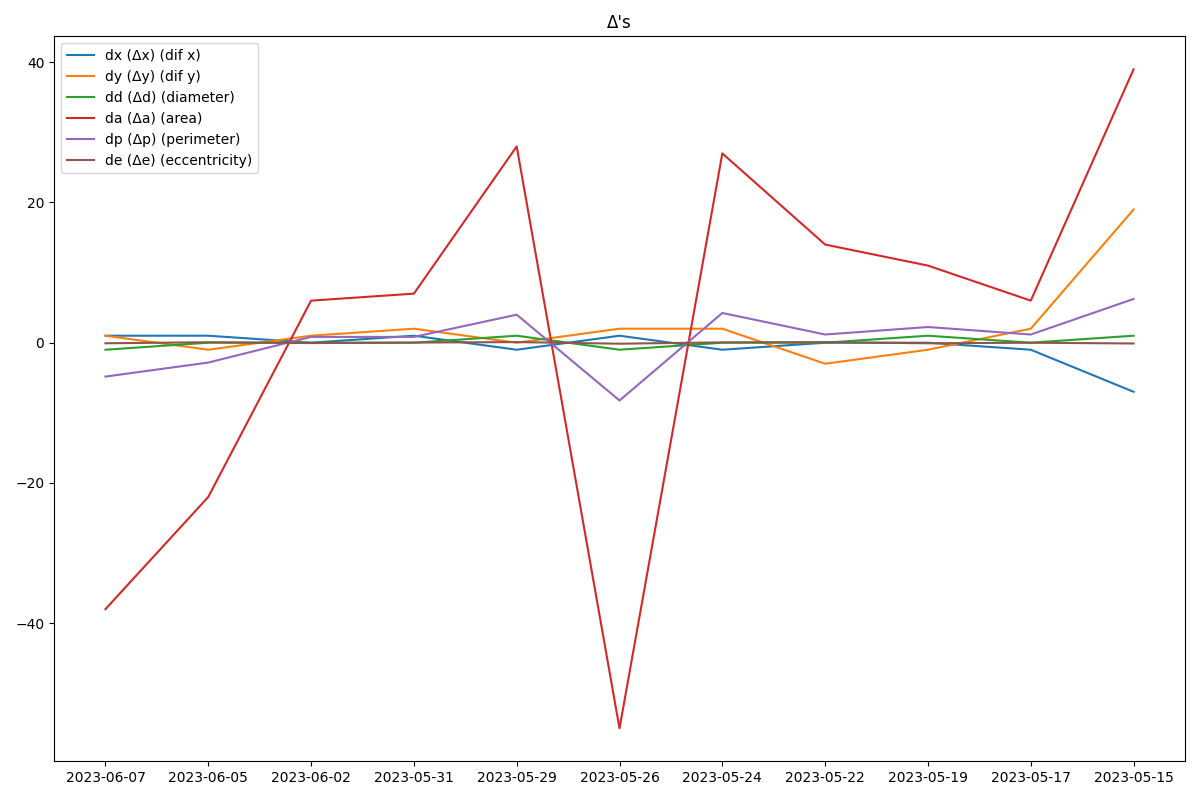 Δ's
dx (Δx) (dif x)
dy (Δy) (dif y)
dd (Δd) (diameter)
da (Δa) (area)
dp (Δp) (perimeter)
de (Δe) (eccentricity)
40
20
0
−20
−40
2023-06-07 2023-06-05 2023-06-02 2023-05-31 2023-05-29 2023-05-26 2023-05-24 2023-05-22 2023-05-19 2023-05-17 2023-05-15